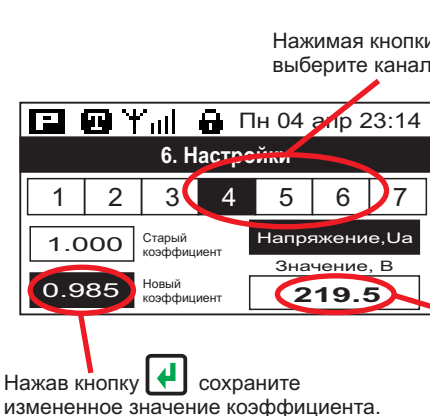 Нажимая кнопки
выберите канал
P Пн 04 апр 23:14
6. Настройки
1 2 3 4 5 6 7
1.000 Старый коэффициент Напряжение,Ua
Значение, В
0.985 Новый коэффициент 219.5
Нажав кнопку сохраните
измененное значение коэффициента.